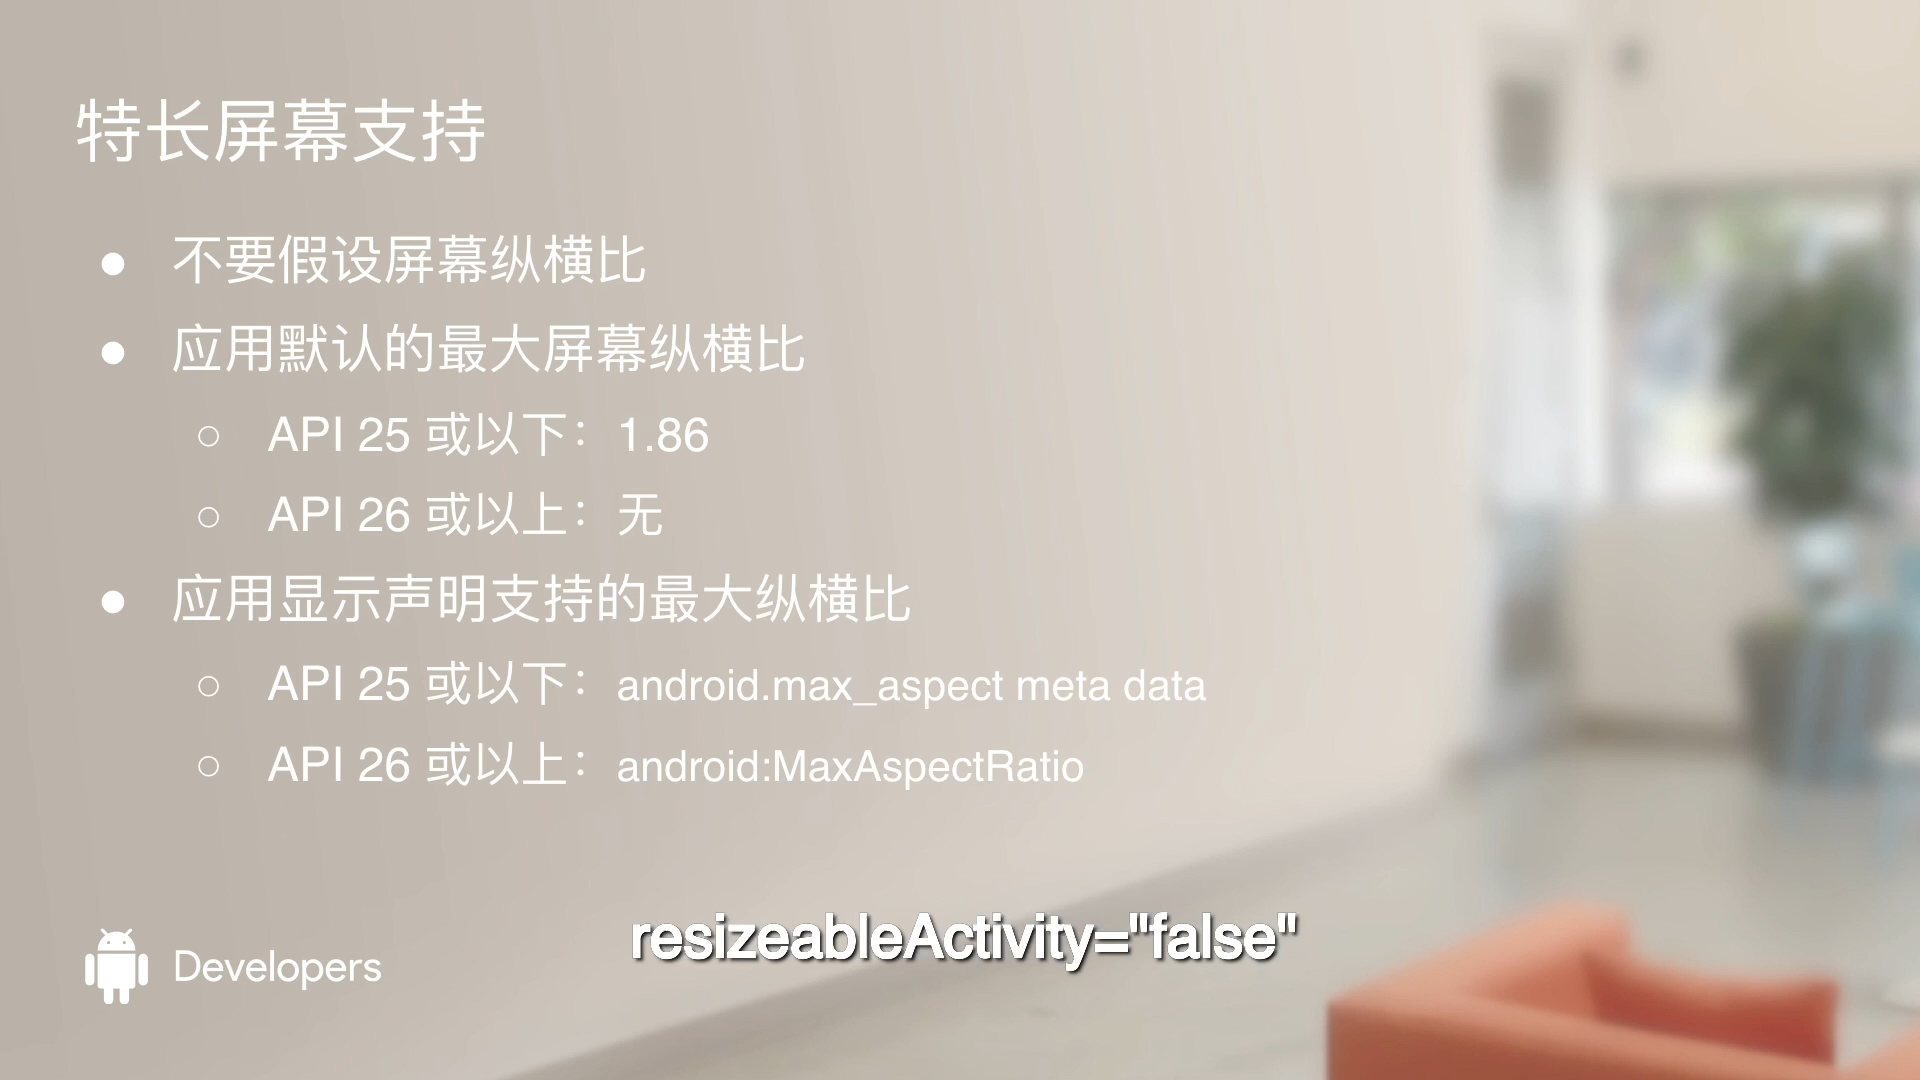 特长屏幕支持
● 不要假设屏幕纵横比
● 应用默认的最大屏幕纵横比
○ API 25 或以下：1.86
○ API 26 或以上：无
● 应用显示声明支持的最大纵横比
○ API 25 或以下：android.max_aspect meta data
○ API 26 或以上：android:MaxAspectRatio
resizeableActivity="false"
Developers